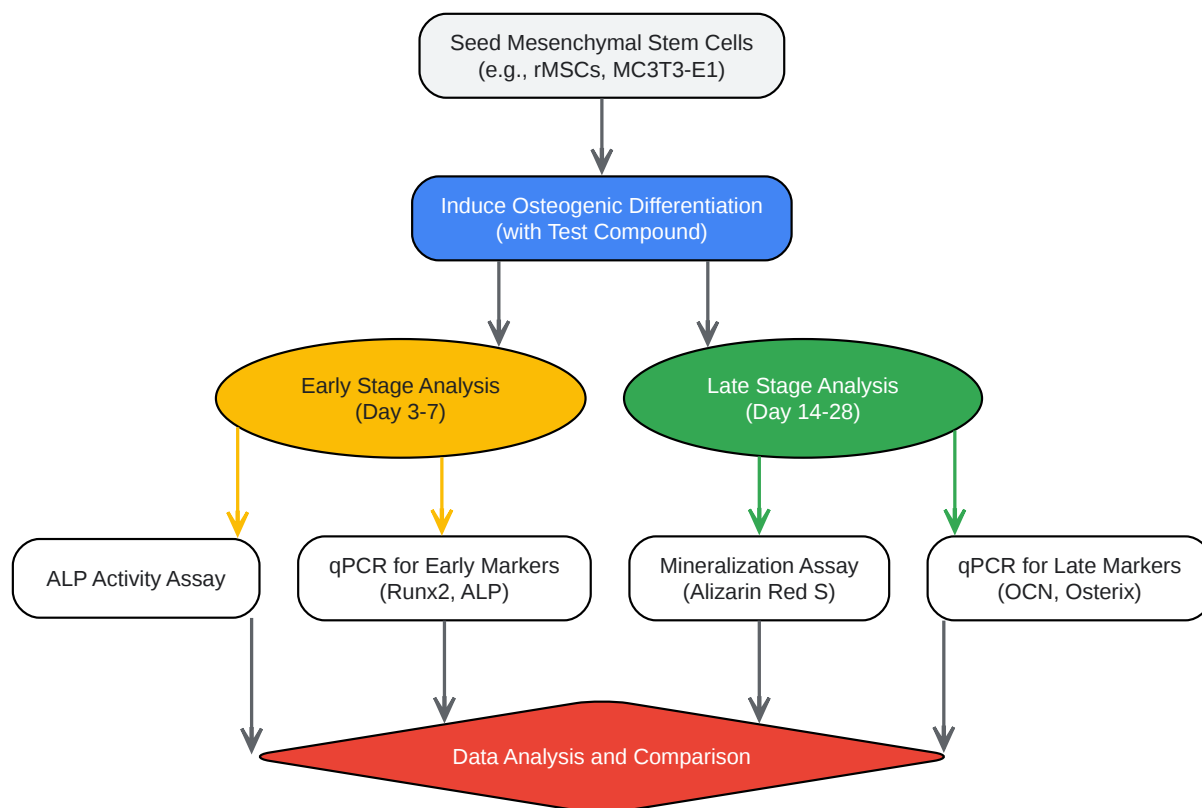 Seed Mesenchymal Stem Cells
(e.g., rMSCs, MC3T3-E1)
Induce Osteogenic Differentiation
(with Test Compound)
Early Stage Analysis
(Day 3-7)
Late Stage Analysis
(Day 14-28)
ALP Activity Assay
qPCR for Early Markers
(Runx2, ALP)
Mineralization Assay
(Alizarin Red S)
qPCR for Late Markers
(OCN, Osterix)
Data Analysis and Comparison